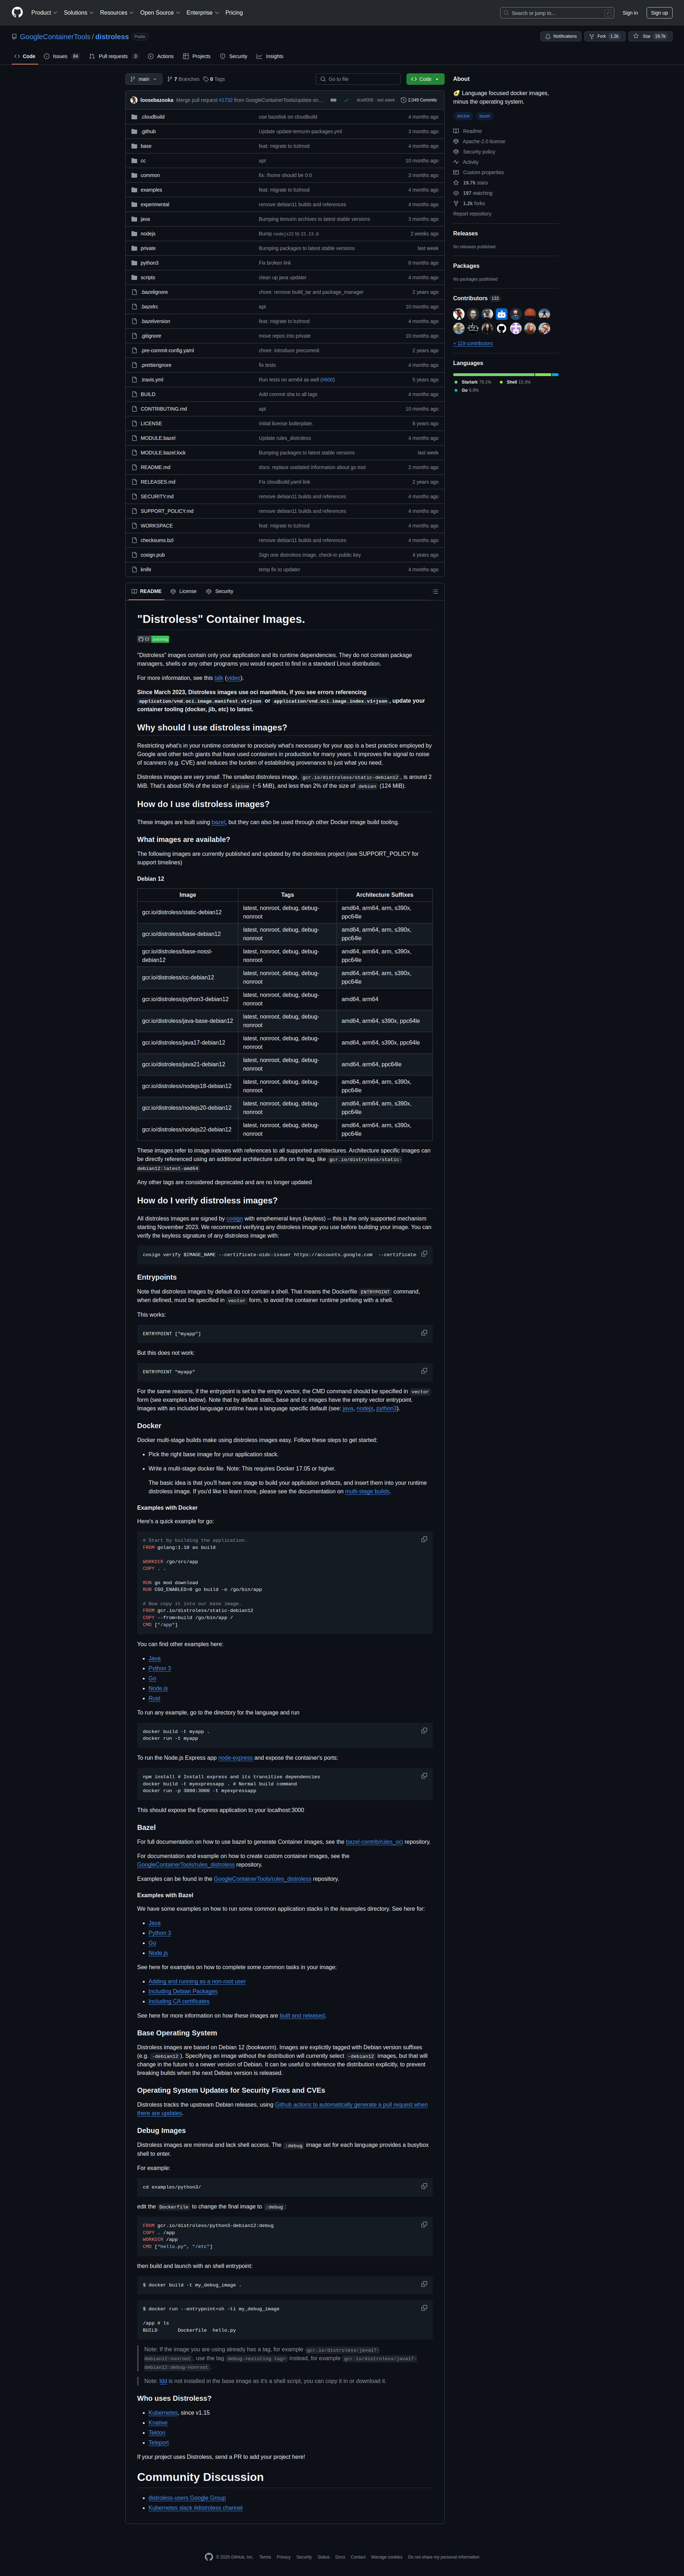 Product Solutions Resources Open Source Enterprise Pricing
Search or jump to... /
Sign in
Sign up
GoogleContainerTools / distroless Public
Notifications
Fork 1.2k
Star 19.7k
Code
Issues 84
Pull requests 3
Actions
Projects
Security
Insights
main
7 Branches 0 Tags
Go to file
Code
loosebazooka Merge pull request #1732 from GoogleContainerTools/update-sn… last week 2,049 Commits
.cloudbuild use bazelisk on cloudbuild 4 months ago
.github Update update-temurin-packages.yml 3 months ago
base feat: migrate to bzlmod 4 months ago
cc apt 10 months ago
common fix: /home should be 0:0 3 months ago
examples feat: migrate to bzlmod 4 months ago
experimental remove debian11 builds and references 4 months ago
java Bumping temurin archives to latest stable versions 3 months ago
nodejs Bump nodejs22 to 22.13.0 2 weeks ago
private Bumping packages to latest stable versions last week
python3 Fix broken link 8 months ago
scripts clean up java updater 4 months ago
.bazelignore chore: remove build_tar and package_manager 2 years ago
.bazelrc apt 10 months ago
.bazelversion feat: migrate to bzlmod 4 months ago
.gitignore move repos into private 10 months ago
.pre-commit-config.yaml chore: introduce precommit 2 years ago
.prettierignore fix tests 4 months ago
.travis.yml Run tests on arm64 as well (#600) 5 years ago
BUILD Add commit sha to all tags 4 months ago
CONTRIBUTING.md apt 10 months ago
LICENSE Initial license boilerplate. 8 years ago
MODULE.bazel Update rules_distroless 4 months ago
MODULE.bazel.lock Bumping packages to latest stable versions last week
README.md docs: replace outdated information about go tool 2 months ago
RELEASES.md Fix cloudbuild.yaml link 2 years ago
SECURITY.md remove debian11 builds and references 4 months ago
SUPPORT_POLICY.md remove debian11 builds and references 4 months ago
WORKSPACE feat: migrate to bzlmod 4 months ago
checksums.bzl remove debian11 builds and references 4 months ago
cosign.pub Sign one distroless image, check-in public key 4 years ago
knife temp fix to updater 4 months ago
About
🥑 Language focused docker images, minus the operating system.
docker bazel
Readme
Apache-2.0 license
Security policy
Activity
Custom properties
19.7k stars
197 watching
1.2k forks
Report repository
Releases
No releases published
Packages
No packages published
Contributors 133
+ 119 contributors
Languages
Starlark 78.1% Shell 15.3%
Go 6.6%
README License Security
"Distroless" Container Images.
CI passing
"Distroless" images contain only your application and its runtime dependencies. They do not contain package
managers, shells or any other programs you would expect to find in a standard Linux distribution.
For more information, see this talk (video).
Since March 2023, Distroless images use oci manifests, if you see errors referencing
application/vnd.oci.image.manifest.v1+json or application/vnd.oci.image.index.v1+json, update your
container tooling (docker, jib, etc) to latest.
Why should I use distroless images?
Restricting what's in your runtime container to precisely what's necessary for your app is a best practice employed by
Google and other tech giants that have used containers in production for many years. It improves the signal to noise
of scanners (e.g. CVE) and reduces the burden of establishing provenance to just what you need.
Distroless images are very small. The smallest distroless image, gcr.io/distroless/static-debian12, is around 2
MiB. That's about 50% of the size of alpine (~5 MiB), and less than 2% of the size of debian (124 MiB).
How do I use distroless images?
These images are built using bazel, but they can also be used through other Docker image build tooling.
What images are available?
The following images are currently published and updated by the distroless project (see SUPPORT_POLICY for
support timelines)
Debian 12
Image Tags Architecture Suffixes
gcr.io/distroless/static-debian12 latest, nonroot, debug, debug-nonroot amd64, arm64, arm, s390x, ppc64le
gcr.io/distroless/base-debian12 latest, nonroot, debug, debug-nonroot amd64, arm64, arm, s390x, ppc64le
gcr.io/distroless/base-nossl-debian12 latest, nonroot, debug, debug-nonroot amd64, arm64, arm, s390x, ppc64le
gcr.io/distroless/cc-debian12 latest, nonroot, debug, debug-nonroot amd64, arm64, arm, s390x, ppc64le
gcr.io/distroless/python3-debian12 latest, nonroot, debug, debug-nonroot amd64, arm64
gcr.io/distroless/java-base-debian12 latest, nonroot, debug, debug-nonroot amd64, arm64, s390x, ppc64le
gcr.io/distroless/java17-debian12 latest, nonroot, debug, debug-nonroot amd64, arm64, s390x, ppc64le
gcr.io/distroless/java21-debian12 latest, nonroot, debug, debug-nonroot amd64, arm64, ppc64le
gcr.io/distroless/nodejs18-debian12 latest, nonroot, debug, debug-nonroot amd64, arm64, arm, s390x, ppc64le
gcr.io/distroless/nodejs20-debian12 latest, nonroot, debug, debug-nonroot amd64, arm64, arm, s390x, ppc64le
gcr.io/distroless/nodejs22-debian12 latest, nonroot, debug, debug-nonroot amd64, arm64, arm, s390x, ppc64le
These images refer to image indexes with references to all supported architectures. Architecture specific images can
be directly referenced using an additional architecture suffix on the tag, like gcr.io/distroless/static-
debian12:latest-amd64
Any other tags are considered deprecated and are no longer updated
How do I verify distroless images?
All distroless images are signed by cosign with emphemeral keys (keyless) -- this is the only supported mechanism
starting November 2023. We recommend verifying any distroless image you use before building your image. You can
verify the keyless signature of any distroless image with:
cosign verify $IMAGE_NAME --certificate-oidc-issuer https://accounts.google.com --certificate
Entrypoints
Note that distroless images by default do not contain a shell. That means the Dockerfile ENTRYPOINT command,
when defined, must be specified in vector form, to avoid the container runtime prefixing with a shell.
This works:
ENTRYPOINT ["myapp"]
But this does not work:
ENTRYPOINT "myapp"
For the same reasons, if the entrypoint is set to the empty vector, the CMD command should be specified in vector
form (see examples below). Note that by default static, base and cc images have the empty vector entrypoint.
Images with an included language runtime have a language specific default (see: java, nodejs, python3).
Docker
Docker multi-stage builds make using distroless images easy. Follow these steps to get started:
• Pick the right base image for your application stack.
• Write a multi-stage docker file. Note: This requires Docker 17.05 or higher.
The basic idea is that you'll have one stage to build your application artifacts, and insert them into your runtime
distroless image. If you'd like to learn more, please see the documentation on multi-stage builds.
Examples with Docker
Here's a quick example for go:
# Start by building the application.
FROM golang:1.18 as build
WORKDIR /go/src/app
COPY . .
RUN go mod download
RUN CGO_ENABLED=0 go build -o /go/bin/app
# Now copy it into our base image.
FROM gcr.io/distroless/static-debian12
COPY --from=build /go/bin/app /
CMD ["/app"]
You can find other examples here:
• Java
• Python 3
• Go
• Node.js
• Rust
To run any example, go to the directory for the language and run
docker build -t myapp .
docker run -t myapp
To run the Node.js Express app node-express and expose the container's ports:
npm install # Install express and its transitive dependencies
docker build -t myexpressapp . # Normal build command
docker run -p 3000:3000 -t myexpressapp
This should expose the Express application to your localhost:3000
Bazel
For full documentation on how to use bazel to generate Container images, see the bazel-contrib/rules_oci repository.
For documentation and example on how to create custom container images, see the
GoogleContainerTools/rules_distroless repository.
Examples can be found in the GoogleContainerTools/rules_distroless repository.
Examples with Bazel
We have some examples on how to run some common application stacks in the /examples directory. See here for:
• Java
• Python 3
• Go
• Node.js
See here for examples on how to complete some common tasks in your image:
• Adding and running as a non-root user
• Including Debian Packages
• Including CA certificates
See here for more information on how these images are built and released.
Base Operating System
Distroless images are based on Debian 12 (bookworm). Images are explicitly tagged with Debian version suffixes
(e.g. -debian12). Specifying an image without the distribution will currently select -debian12 images, but that will
change in the future to a newer version of Debian. It can be useful to reference the distribution explicitly, to prevent
breaking builds when the next Debian version is released.
Operating System Updates for Security Fixes and CVEs
Distroless tracks the upstream Debian releases, using Github actions to automatically generate a pull request when
there are updates.
Debug Images
Distroless images are minimal and lack shell access. The :debug image set for each language provides a busybox
shell to enter.
For example:
cd examples/python3/
edit the Dockerfile to change the final image to :debug:
FROM gcr.io/distroless/python3-debian12:debug
COPY . /app
WORKDIR /app
CMD ["hello.py", "/etc"]
then build and launch with an shell entrypoint:
$ docker build -t my_debug_image .
$ docker run --entrypoint=sh -ti my_debug_image
/app # ls
BUILD Dockerfile hello.py
Note: If the image you are using already has a tag, for example gcr.io/distroless/java17-
debian12:nonroot, use the tag debug-<existing tag> instead, for example gcr.io/distroless/java17-
debian12:debug-nonroot.
Note: ldd is not installed in the base image as it's a shell script, you can copy it in or download it.
Who uses Distroless?
• Kubernetes, since v1.15
• Knative
• Tekton
• Teleport
If your project uses Distroless, send a PR to add your project here!
Community Discussion
• distroless-users Google Group
• Kubernetes slack #distroless channel
© 2025 GitHub, Inc. Terms Privacy Security Status Docs Contact Manage cookies Do not share my personal information